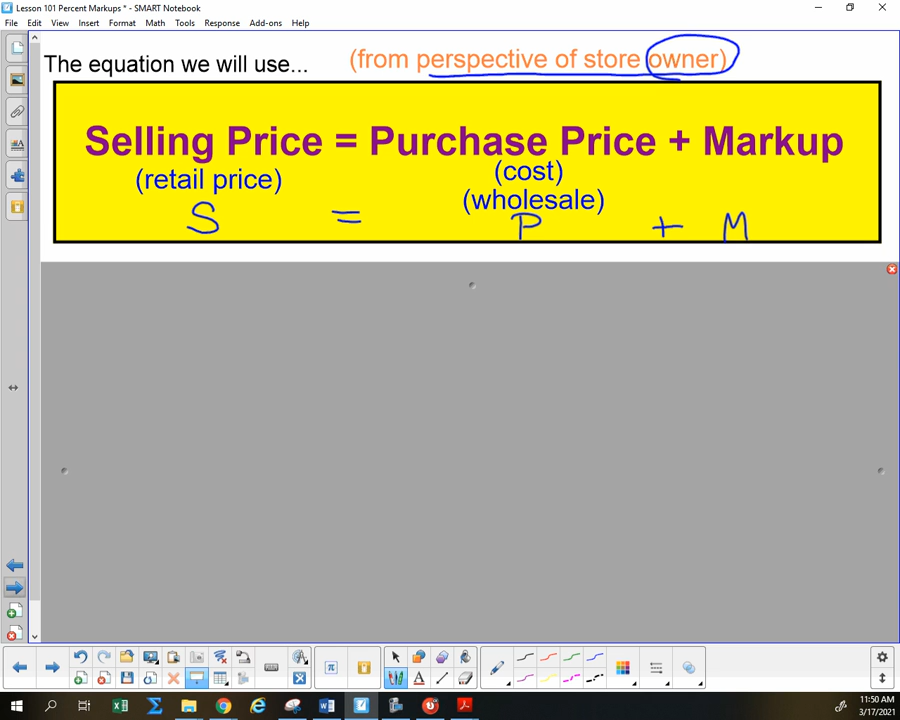 Lesson 101 Percent Markups * - SMART Notebook
File Edit View Insert Format Math Tools Response Add-ons Help
The equation we will use... (from perspective of store owner)
Selling Price = Purchase Price + Markup
(retail price) (cost)
(wholesale)
S = P + M
11:50 AM
3/17/2021